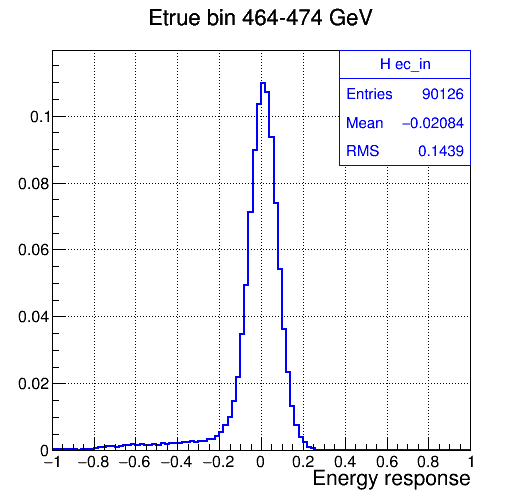 Etrue bin 464-474 GeV
H ec_in
Entries 90126
Mean −0.02084
RMS 0.1439
0.1
0.08
0.06
0.04
0.02
0
−1 −0.8 −0.6 −0.4 −0.2 0 0.2 0.4 0.6 0.8 1
Energy response